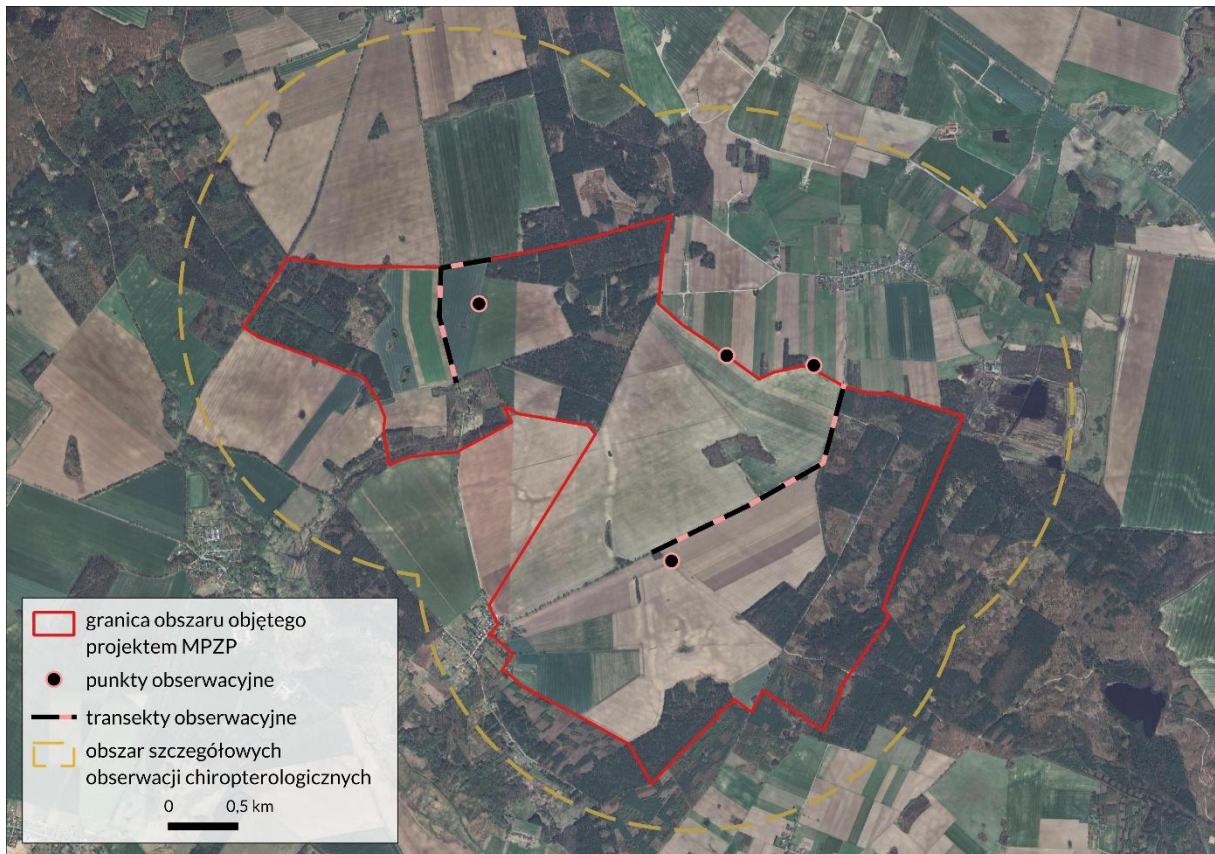 granica obszaru objętego
projektem MPZP
punkty obserwacyjne
transekty obserwacyjne
obszar szczegółowych
obserwacji chiropterologicznych
0 0,5 km